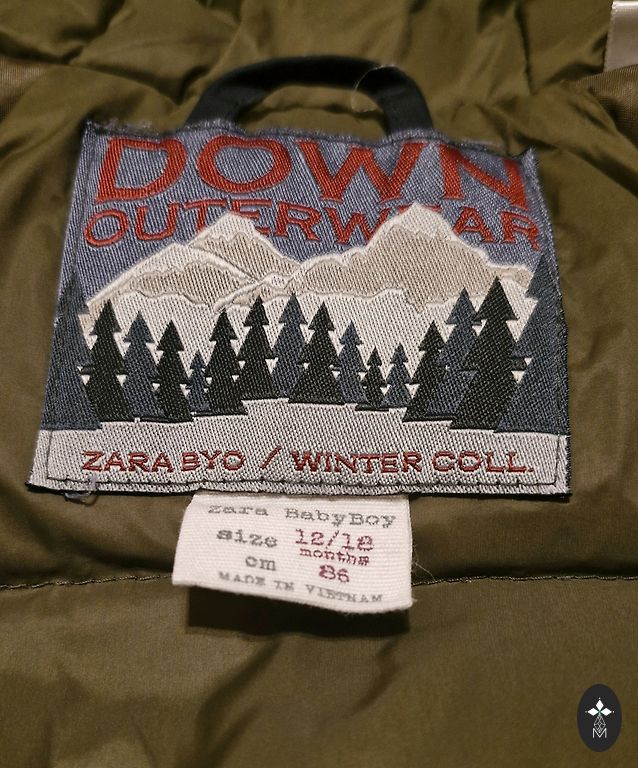 DOWN
OUTERWEAR
ZARA BYO / WINTER COLL.
zara BabyBoy
size 12/18
months
cm 86
MADE IN VIETNAM
M